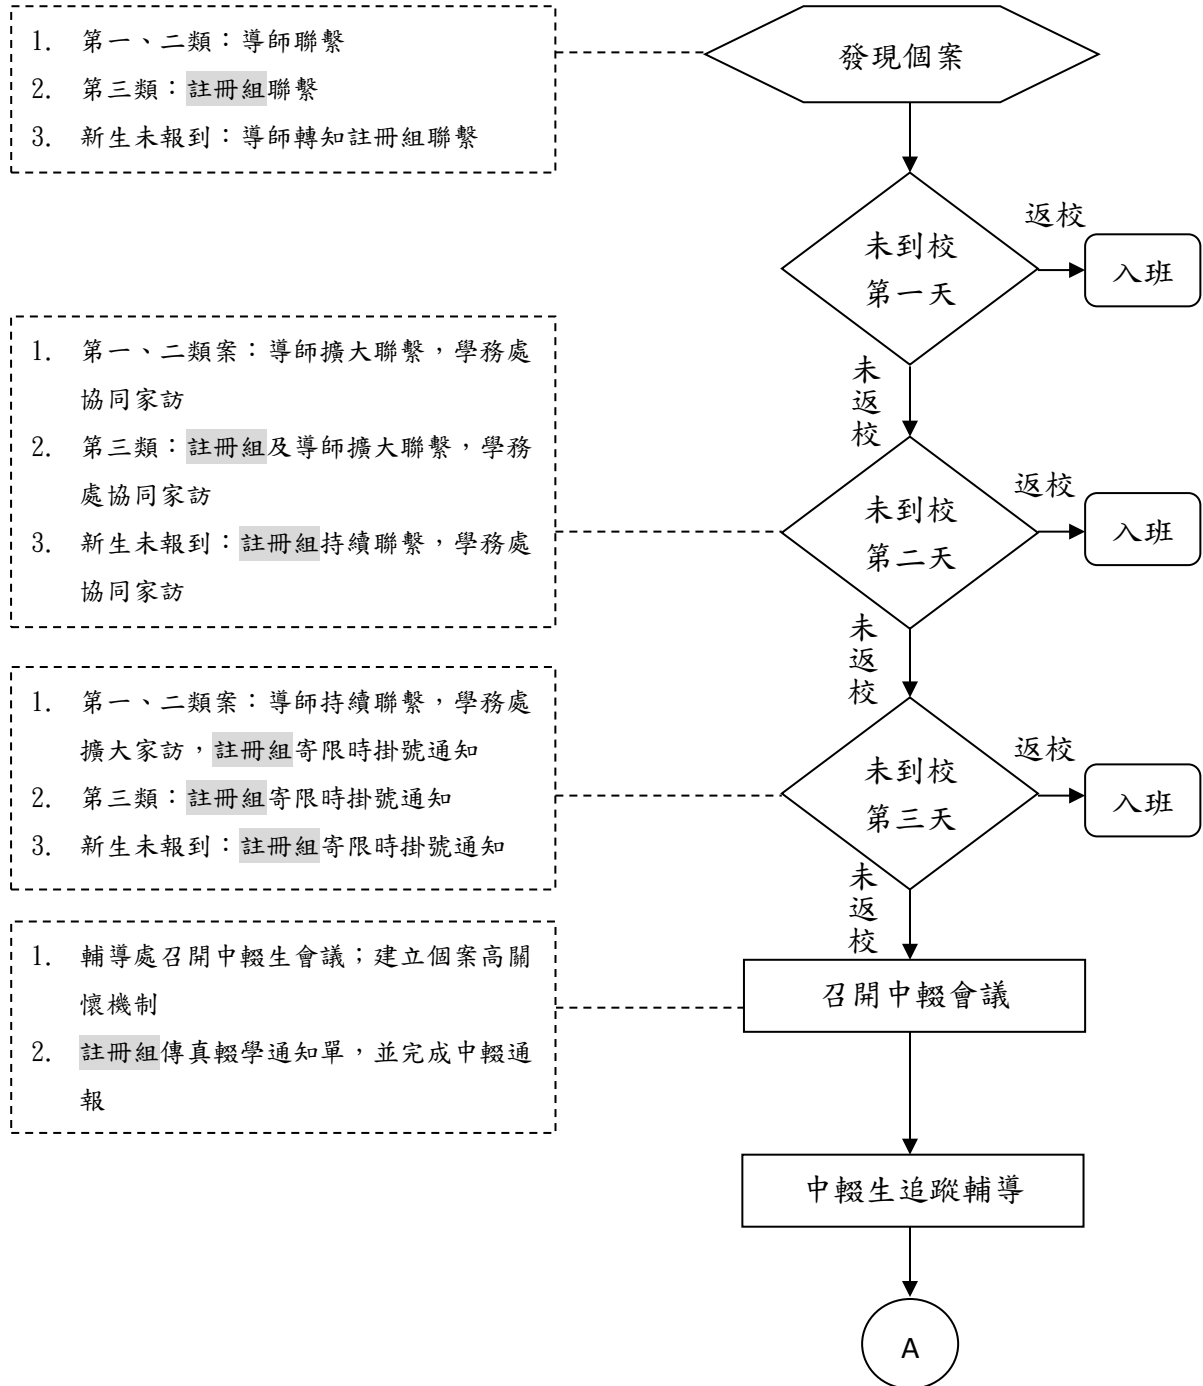 1. 第一、二類：導師聯繫
2. 第三類：註冊組聯繫
3. 新生未報到：導師轉知註冊組聯繫
發現個案
未到校
第一天
返校
入班
未返校
1. 第一、二類案：導師擴大聯繫，學務處
協同家訪
2. 第三類：註冊組及導師擴大聯繫，學務
處協同家訪
3. 新生未報到：註冊組持續聯繫，學務處
協同家訪
未到校
第二天
返校
入班
未返校
1. 第一、二類案：導師持續聯繫，學務處
擴大家訪，註冊組寄限時掛號通知
2. 第三類：註冊組寄限時掛號通知
3. 新生未報到：註冊組寄限時掛號通知
未到校
第三天
返校
入班
未返校
1. 輔導處召開中輟生會議；建立個案高關
懷機制
2. 註冊組傳真輟學通知單，並完成中輟通
報
召開中輟會議
中輟生追蹤輔導
A